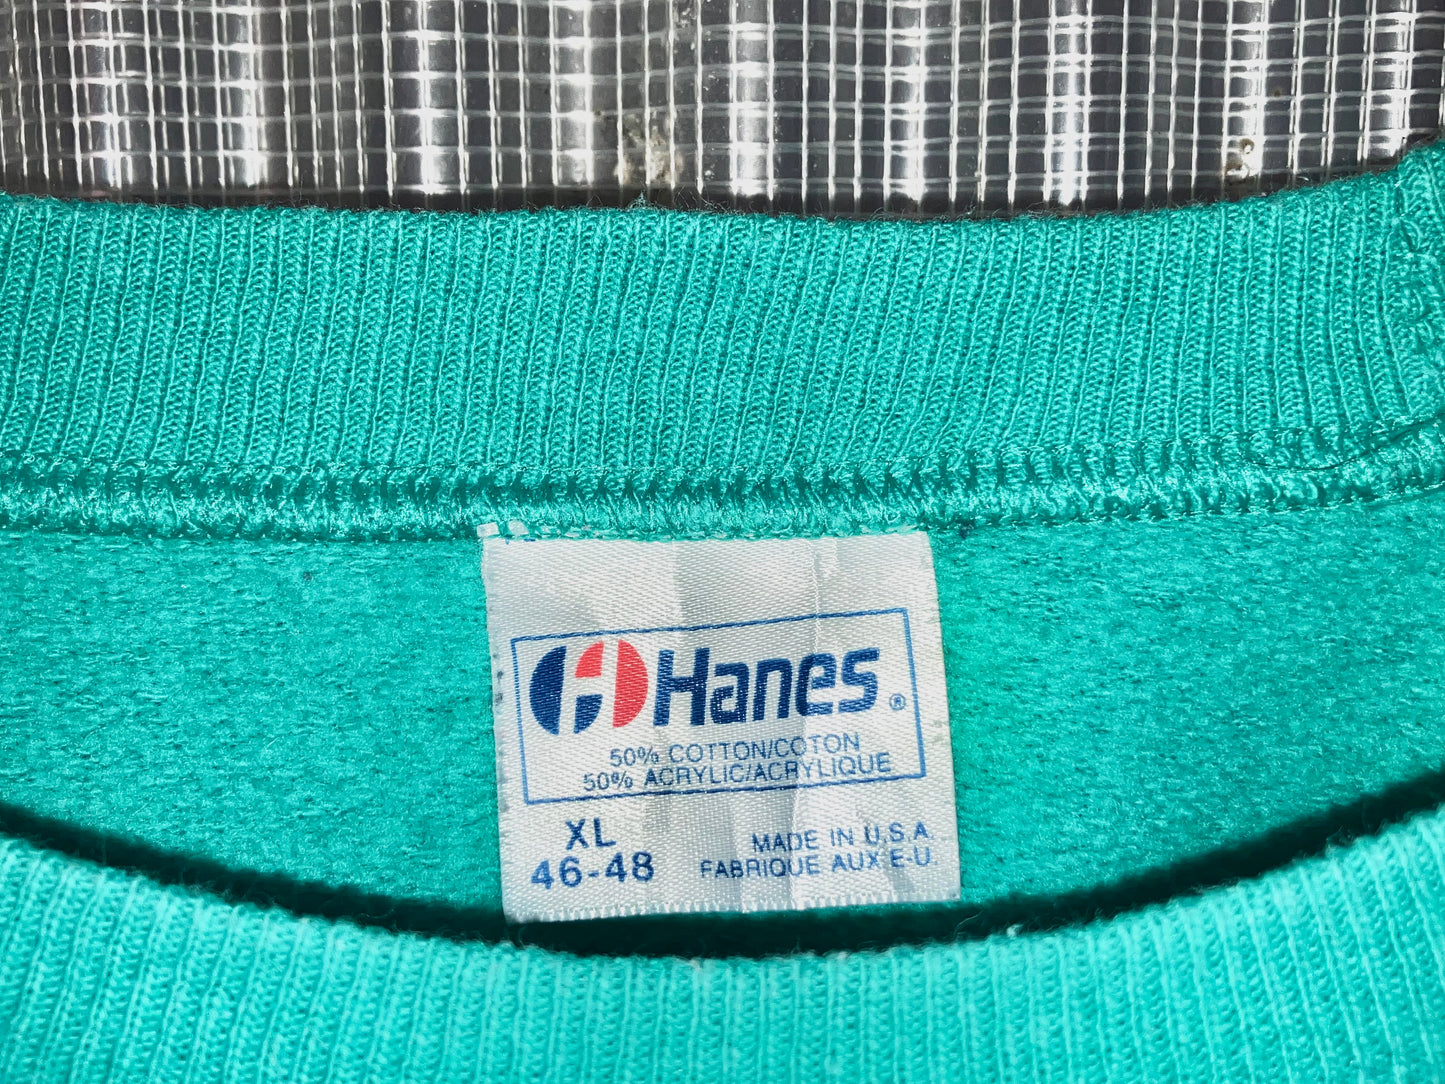 Hanes®
50% COTTON/COTON
50% ACRYLIC/ACRYLIQUE
XL
46-48
MADE IN U.S.A.
FABRIQUE AUX E-U